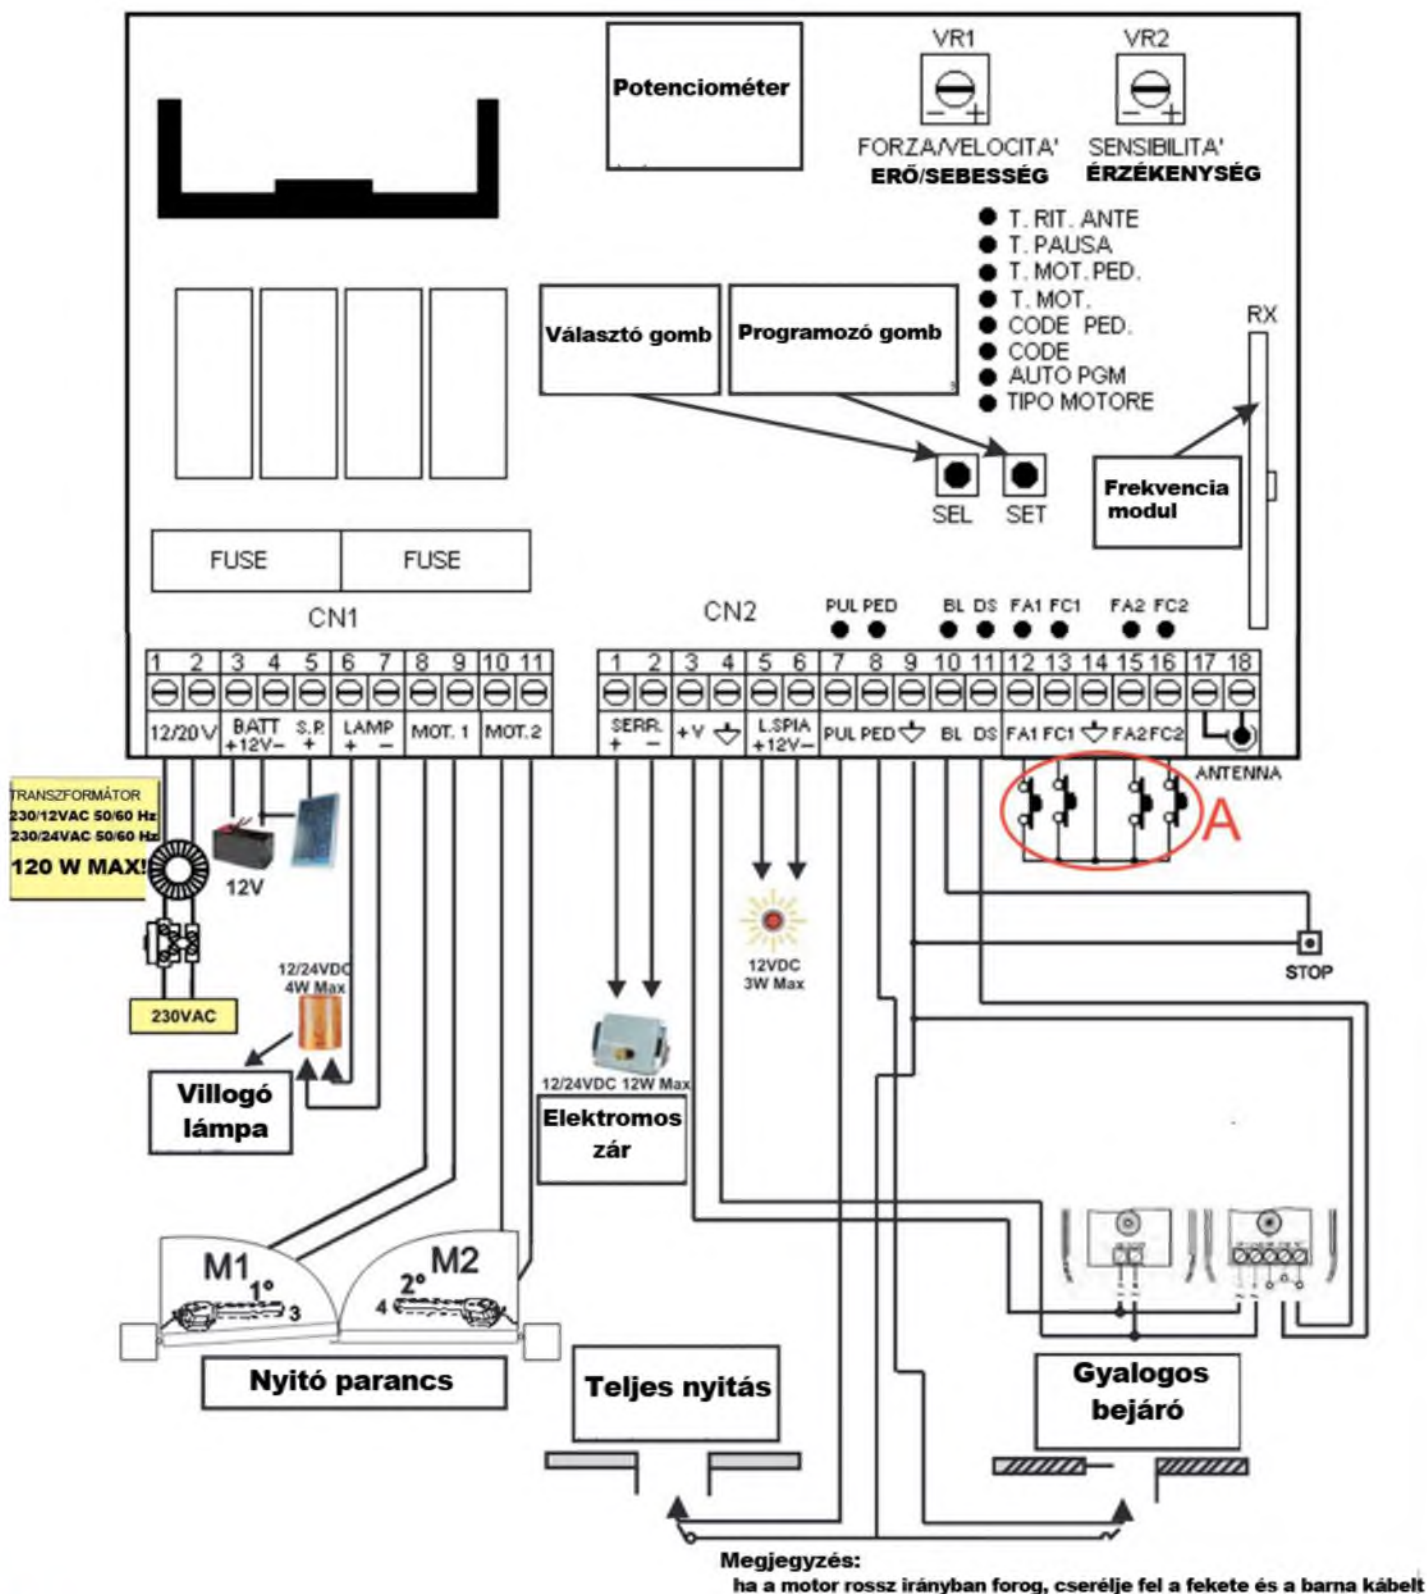 Potenciométer
VR1
VR2
- +
- +
FORZA/VELOCITA'
SENSIBILITA'
ERŐ/SEBESSÉG
ÉRZÉKENYSÉG
T. RIT. ANTE
T. PAUSA
T. MOT. PED.
T. MOT.
CODE PED.
CODE
AUTO PGM
TIPO MOTORE
RX
Választó gomb
Programozó gomb
Frekvencia
modul
SEL
SET
FUSE
FUSE
CN1
CN2
PUL PED
BL DS
FA1 FC1
FA2 FC2
1 2 3 4 5 6 7 8 9 10 11
1 2 3 4 5 6 7 8 9 10 11 12 13 14 15 16 17 18
12/20 V
BATT
+12V-
S.P.
+
LAMP
+ -
MOT. 1
MOT. 2
SERR.
+ -
+V
L.SPIA
+12V-
PUL PED
BL DS
FA1 FC1
FA2 FC2
ANTENNA
TRANSZFORMÁTOR
230/12VAC 50/60 Hz
230/24VAC 50/60 Hz
120 W MAX!
12V
A
230VAC
12/24VDC
4W Max
Villogó
lámpa
12VDC
3W Max
STOP
12/24VDC 12W Max
Elektromos
zár
M1
1°
3
M2
2°
4
Nyitó parancs
Teljes nyitás
Gyalogos
bejáró
Megjegyzés:
ha a motor rossz irányban forog, cserélje fel a fekete és a barna kábelt